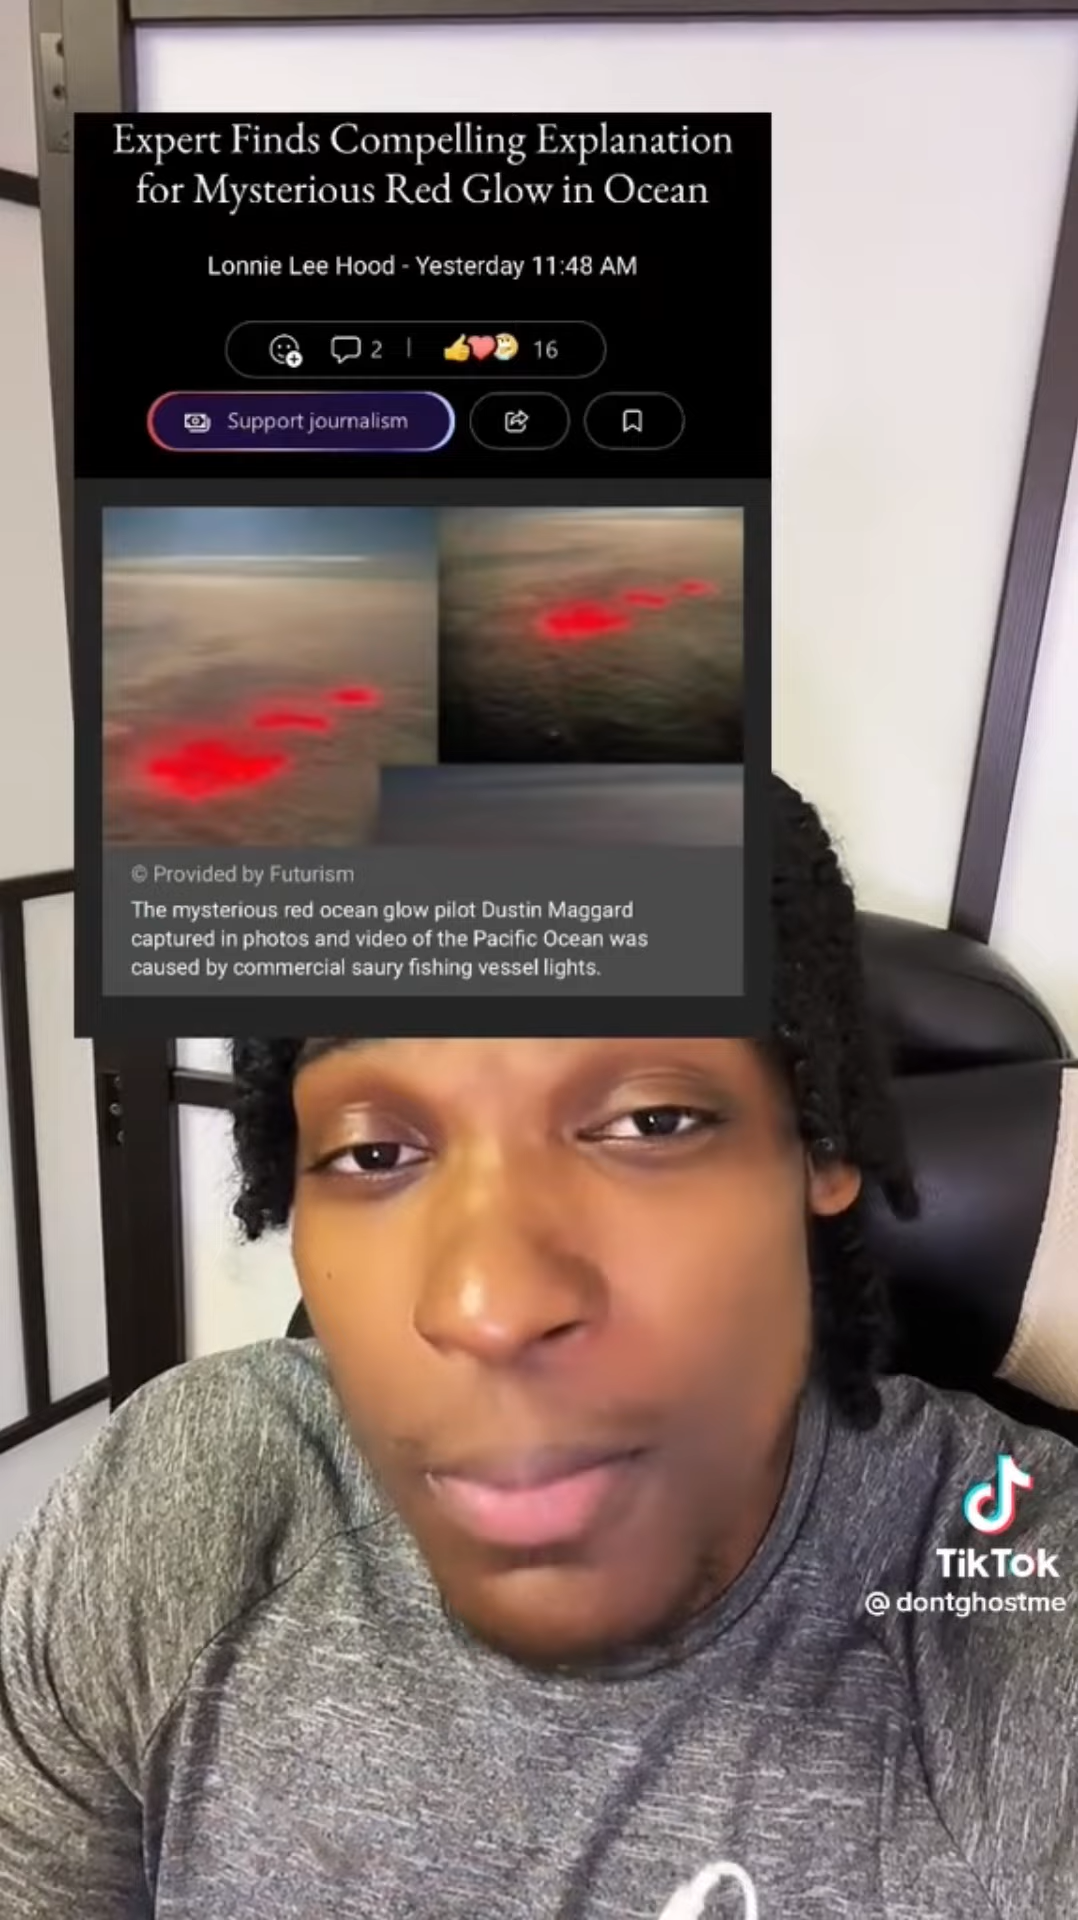 Expert Finds Compelling Explanation
for Mysterious Red Glow in Ocean
Lonnie Lee Hood - Yesterday 11:48 AM
2 | 16
Support journalism
© Provided by Futurism
The mysterious red ocean glow pilot Dustin Maggard
captured in photos and video of the Pacific Ocean was
caused by commercial saury fishing vessel lights.
TikTok
@ dontghostme